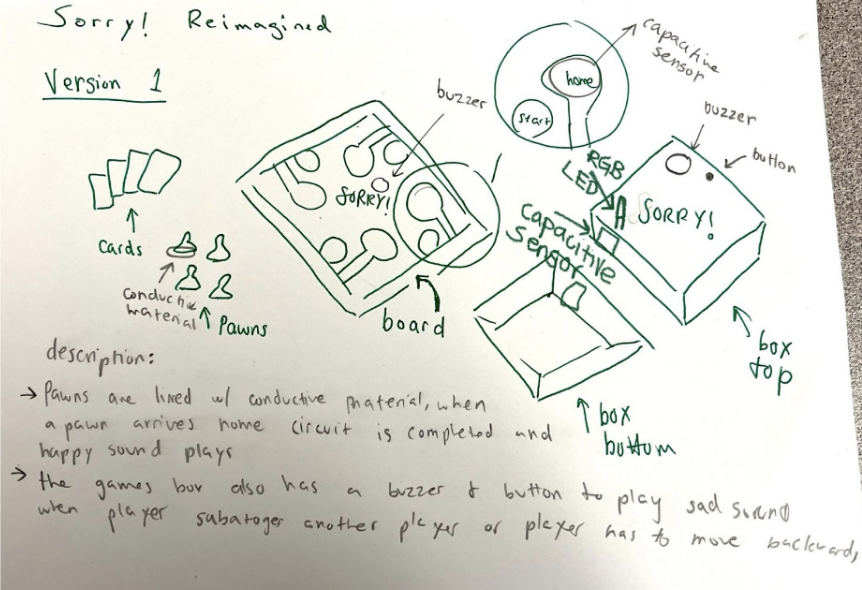 Sorry! Reimagined
Version 1
capacitive
sensor
home
start
buzzer
buzzer
button
RGB
LED
SORRY!
SORRY!
capacitive
sensor
cards
conductive
material
Pawns
board
box
top
box
bottom
description:
→ Pawns are lined w/ conductive material, when
a pawn arrives home circuit is completed and
happy sound plays
→ the games box also has a buzzer & button to play sad sound
when player sabatoges another player or player has to move backward,